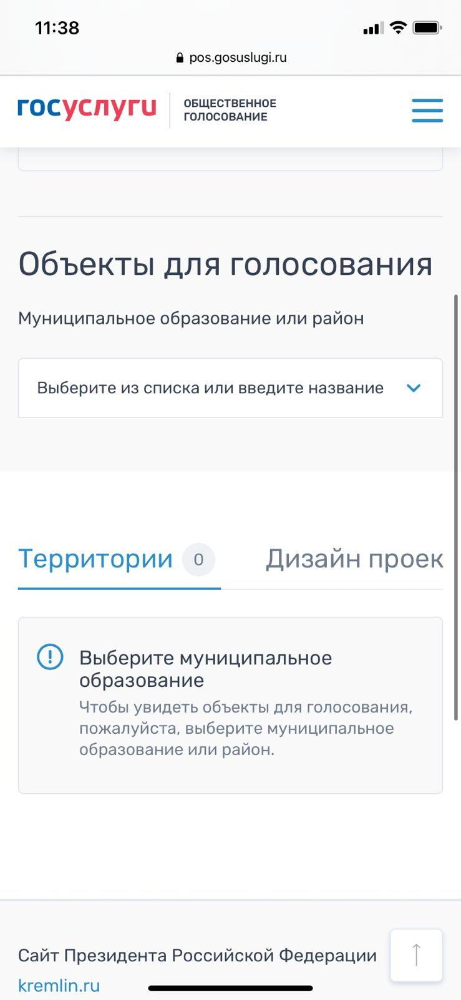 11:38
pos.gosuslugi.ru
госуслуги
ОБЩЕСТВЕННОЕ
ГОЛОСОВАНИЕ
Объекты для голосования
Муниципальное образование или район
Выберите из списка или введите название
Территории 0 Дизайн проек
Выберите муниципальное
образование
Чтобы увидеть объекты для голосования,
пожалуйста, выберите муниципальное
образование или район.
Сайт Президента Российской Федерации
kremlin.ru